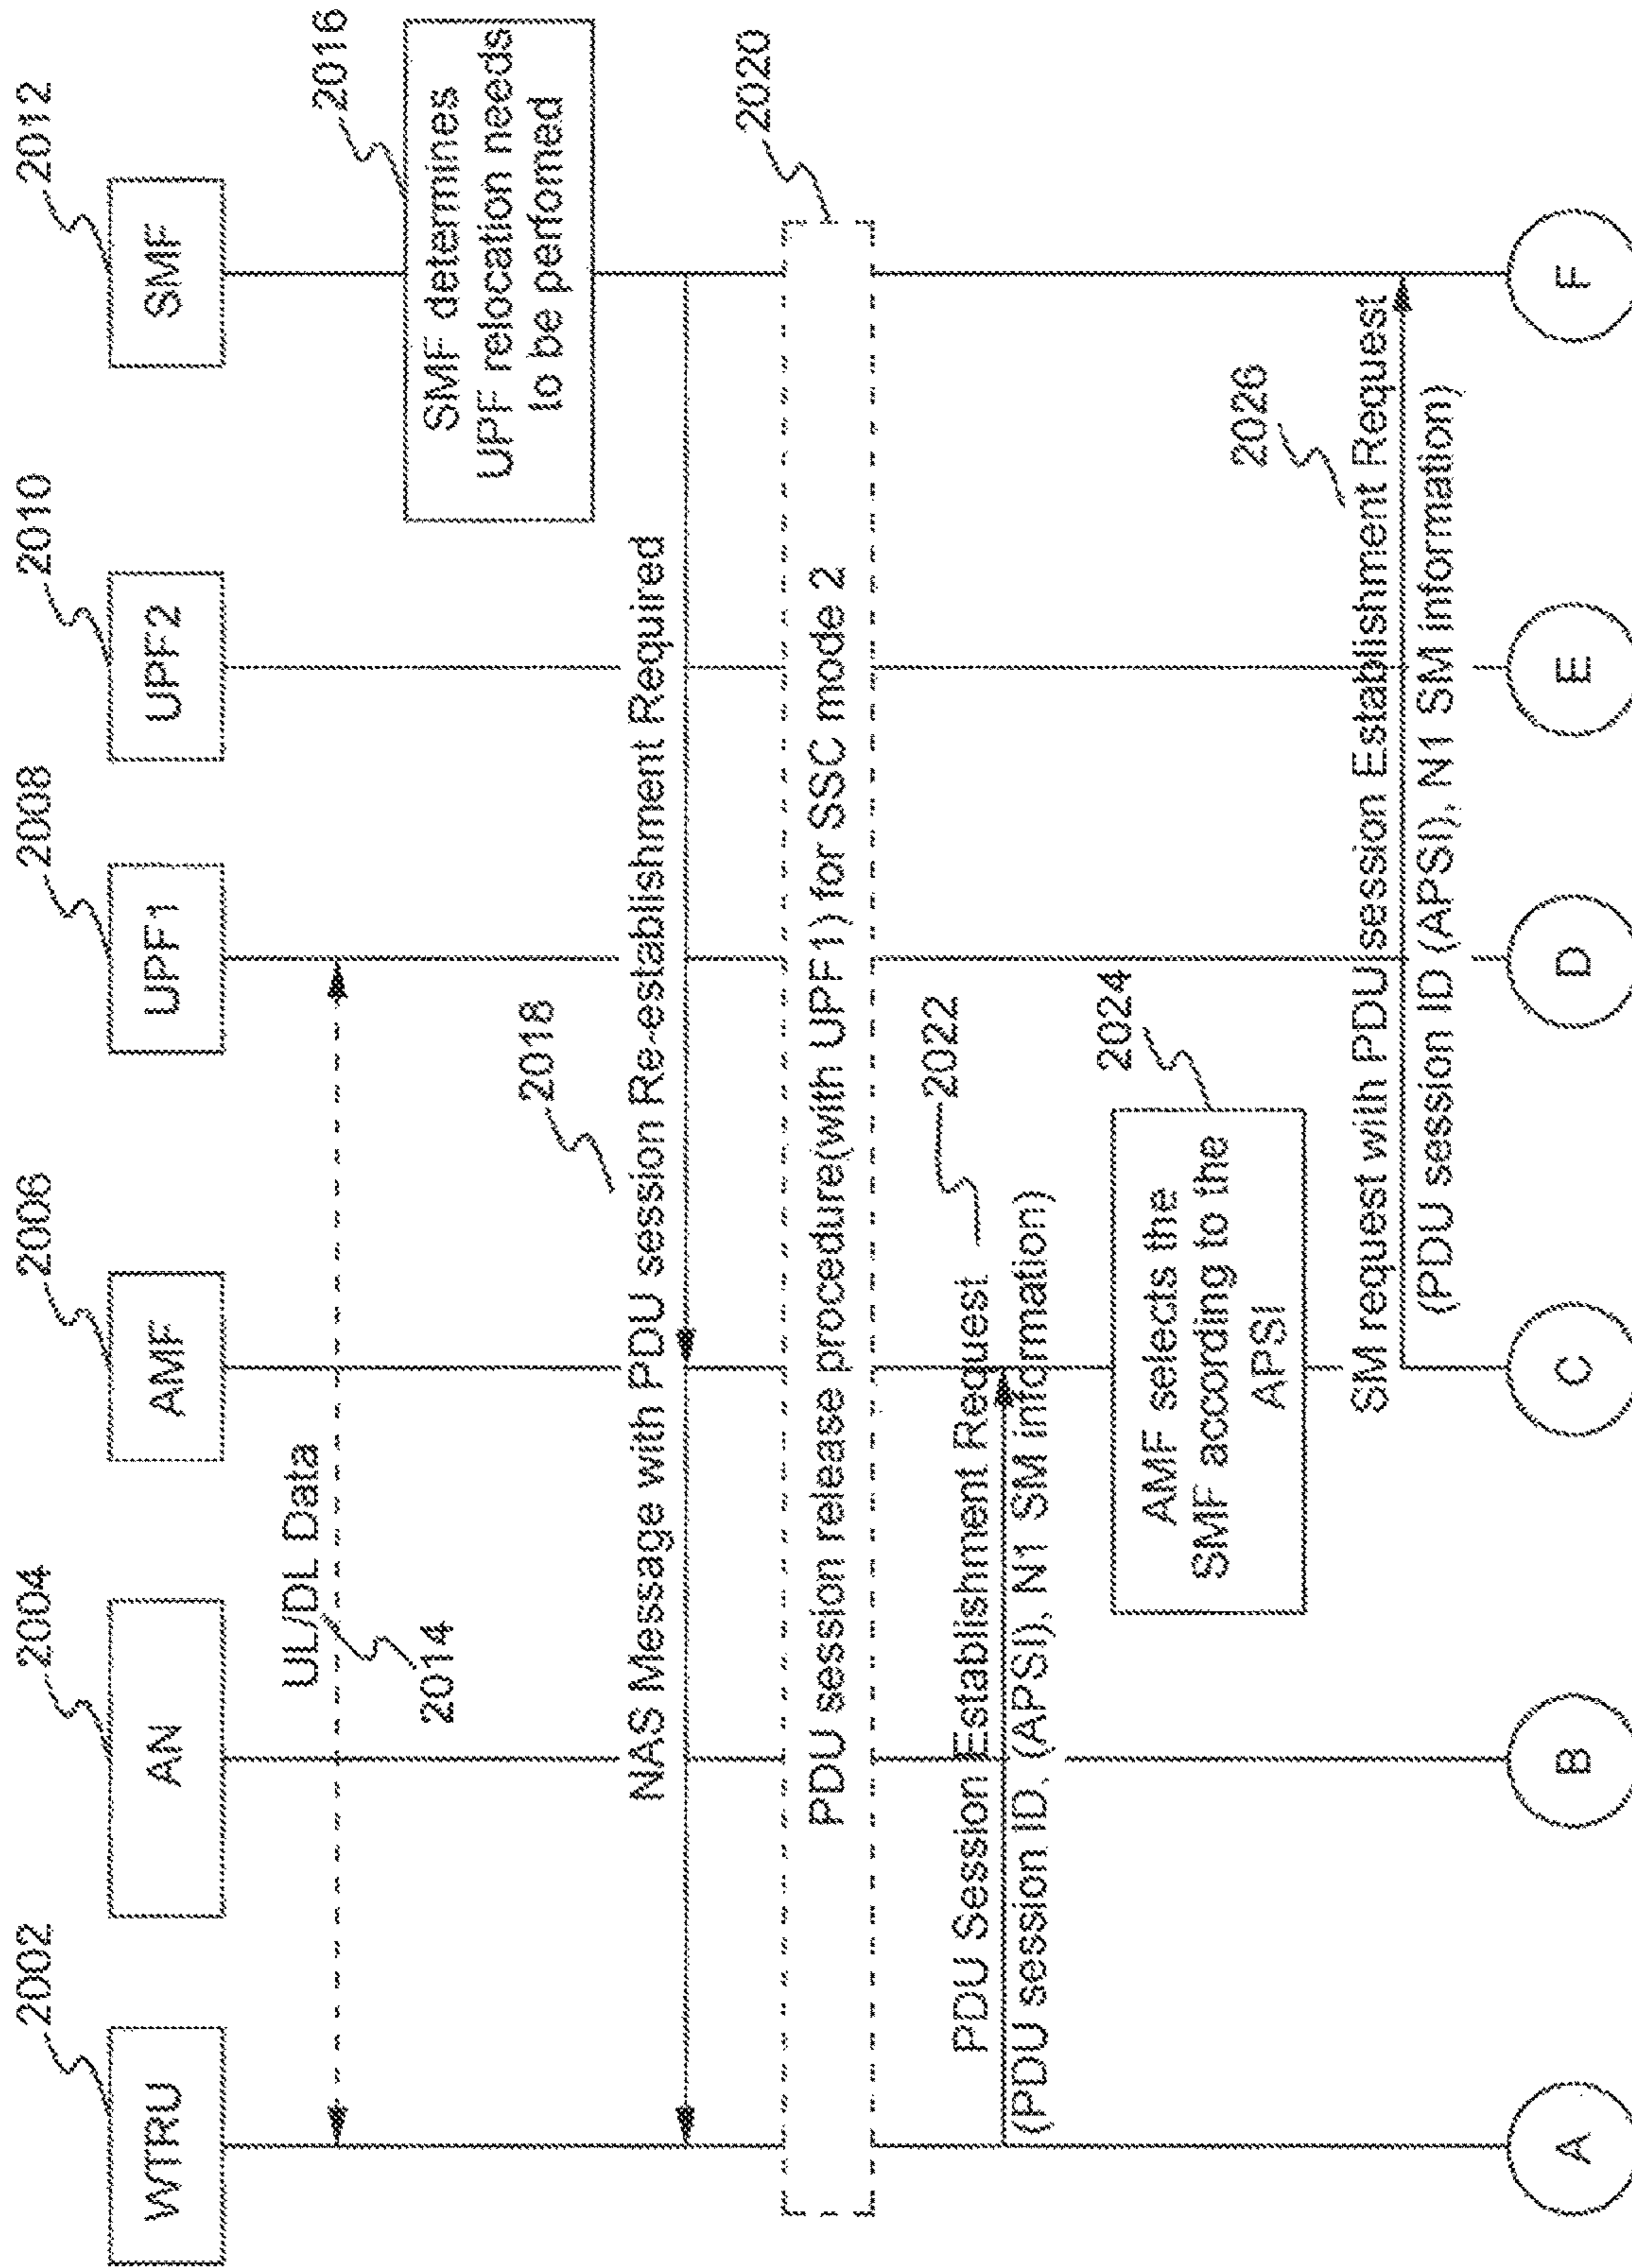 2002
2004
2006
2008
2010
2012
WTRU
AN
AMF
UPF1
UPF2
SMF
UL/DL Data
2014
2016
SMF determines
UPF relocation needs
to be perfomed
2018
NAS Message with PDU session Re-establishment Required
2020
PDU session release procedure(with UPF1) for SSC mode 2
2022
PDU Session Establishment Request
(PDU session ID, (APSI), N1 SM information)
2024
AMF selects the
SMF according to the
APSI
2026
SM request with PDU session Establishment Request
(PDU session ID (APSI), N1 SM information)
A
B
C
D
E
F